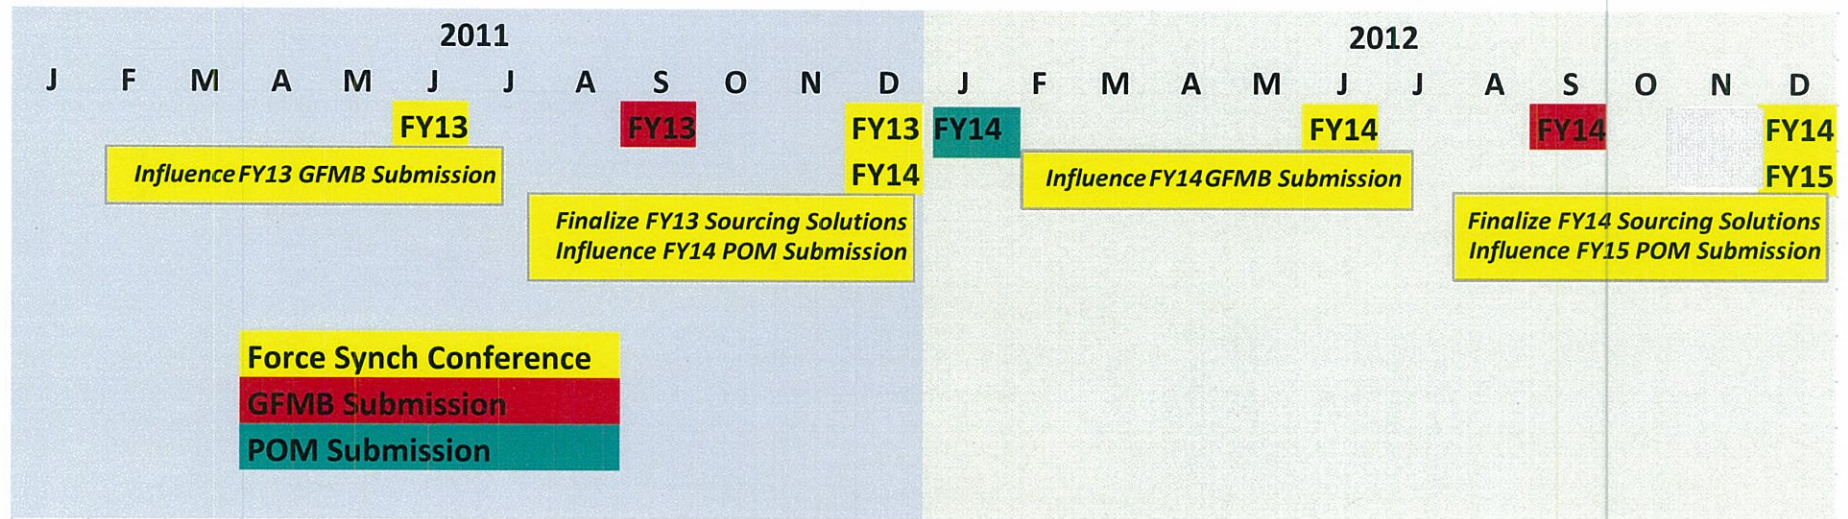 2011 2012
J F M A M J J A S O N D J F M A M J J A S O N D
FY13 FY13 FY13 FY14 FY14 FY14 FY14
Influence FY13 GFMB Submission FY14 Influence FY14 GFMB Submission FY15
Finalize FY13 Sourcing Solutions
Influence FY14 POM Submission
Finalize FY14 Sourcing Solutions
Influence FY15 POM Submission
Force Synch Conference
GFMB Submission
POM Submission